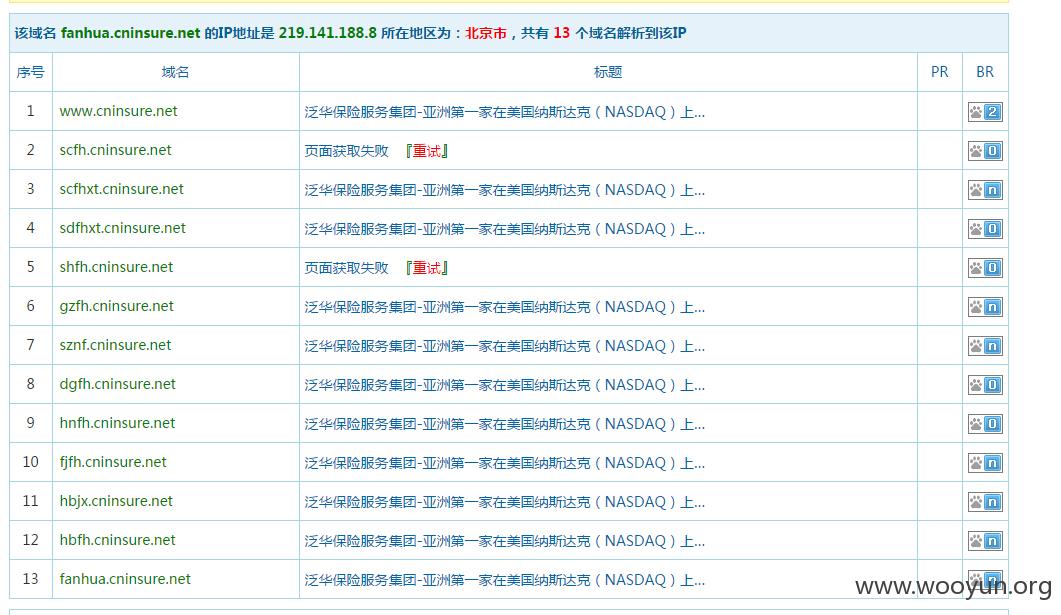 该域名 fanhua.cninsure.net 的IP地址是 219.141.188.8 所在地区为：北京市，共有 13 个域名解析到该IP
序号 域名 标题 PR BR
1 www.cninsure.net 泛华保险服务集团-亚洲第一家在美国纳斯达克（NASDAQ）上... 2
2 scfh.cninsure.net 页面获取失败 『重试』 0
3 scfhxt.cninsure.net 泛华保险服务集团-亚洲第一家在美国纳斯达克（NASDAQ）上... n
4 sdfhxt.cninsure.net 泛华保险服务集团-亚洲第一家在美国纳斯达克（NASDAQ）上... 0
5 shfh.cninsure.net 页面获取失败 『重试』 0
6 gzfh.cninsure.net 泛华保险服务集团-亚洲第一家在美国纳斯达克（NASDAQ）上... n
7 sznf.cninsure.net 泛华保险服务集团-亚洲第一家在美国纳斯达克（NASDAQ）上... n
8 dgfh.cninsure.net 泛华保险服务集团-亚洲第一家在美国纳斯达克（NASDAQ）上... 0
9 hnfh.cninsure.net 泛华保险服务集团-亚洲第一家在美国纳斯达克（NASDAQ）上... 0
10 fjfh.cninsure.net 泛华保险服务集团-亚洲第一家在美国纳斯达克（NASDAQ）上... n
11 hbjx.cninsure.net 泛华保险服务集团-亚洲第一家在美国纳斯达克（NASDAQ）上... n
12 hbfh.cninsure.net 泛华保险服务集团-亚洲第一家在美国纳斯达克（NASDAQ）上... n
13 fanhua.cninsure.net 泛华保险服务集团-亚洲第一家在美国纳斯达克（NASDAQ）上... n
www.wooyun.org